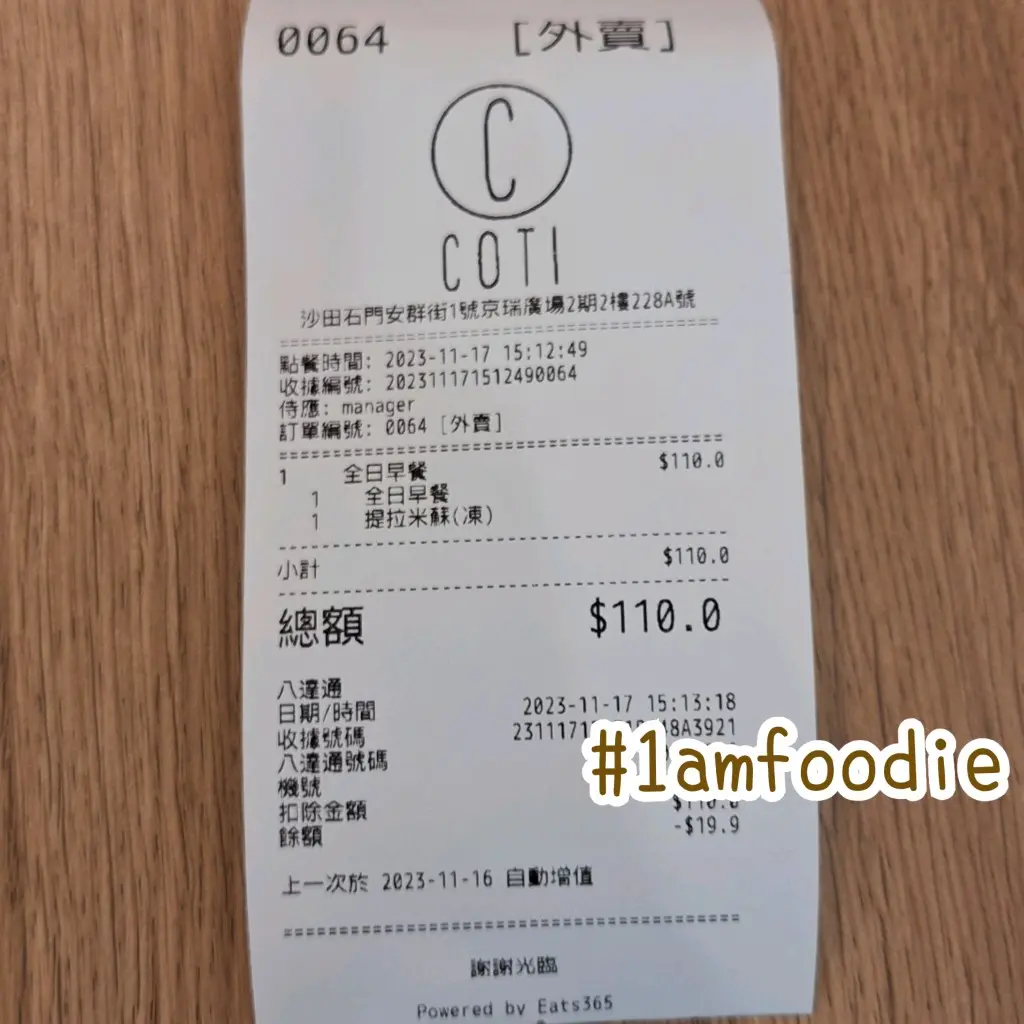 0064 [外賣]
C
COTI
沙田石門安群街1號京瑞廣場2期2樓228A號
點餐時間: 2023-11-17 15:12:49
收據編號: 202311171512490064
侍應: manager
訂單編號: 0064 [外賣]
1 全日早餐 $110.0
1 全日早餐
1 提拉米蘇(凍)
小計 $110.0
總額 $110.0
八達通
日期/時間 2023-11-17 15:13:18
收據號碼
八達通號碼
機號
#1amfoodie
扣除金額 $110.0
餘額 -$19.9
上一次於 2023-11-16 自動增值
謝謝光臨
Powered by Eats365